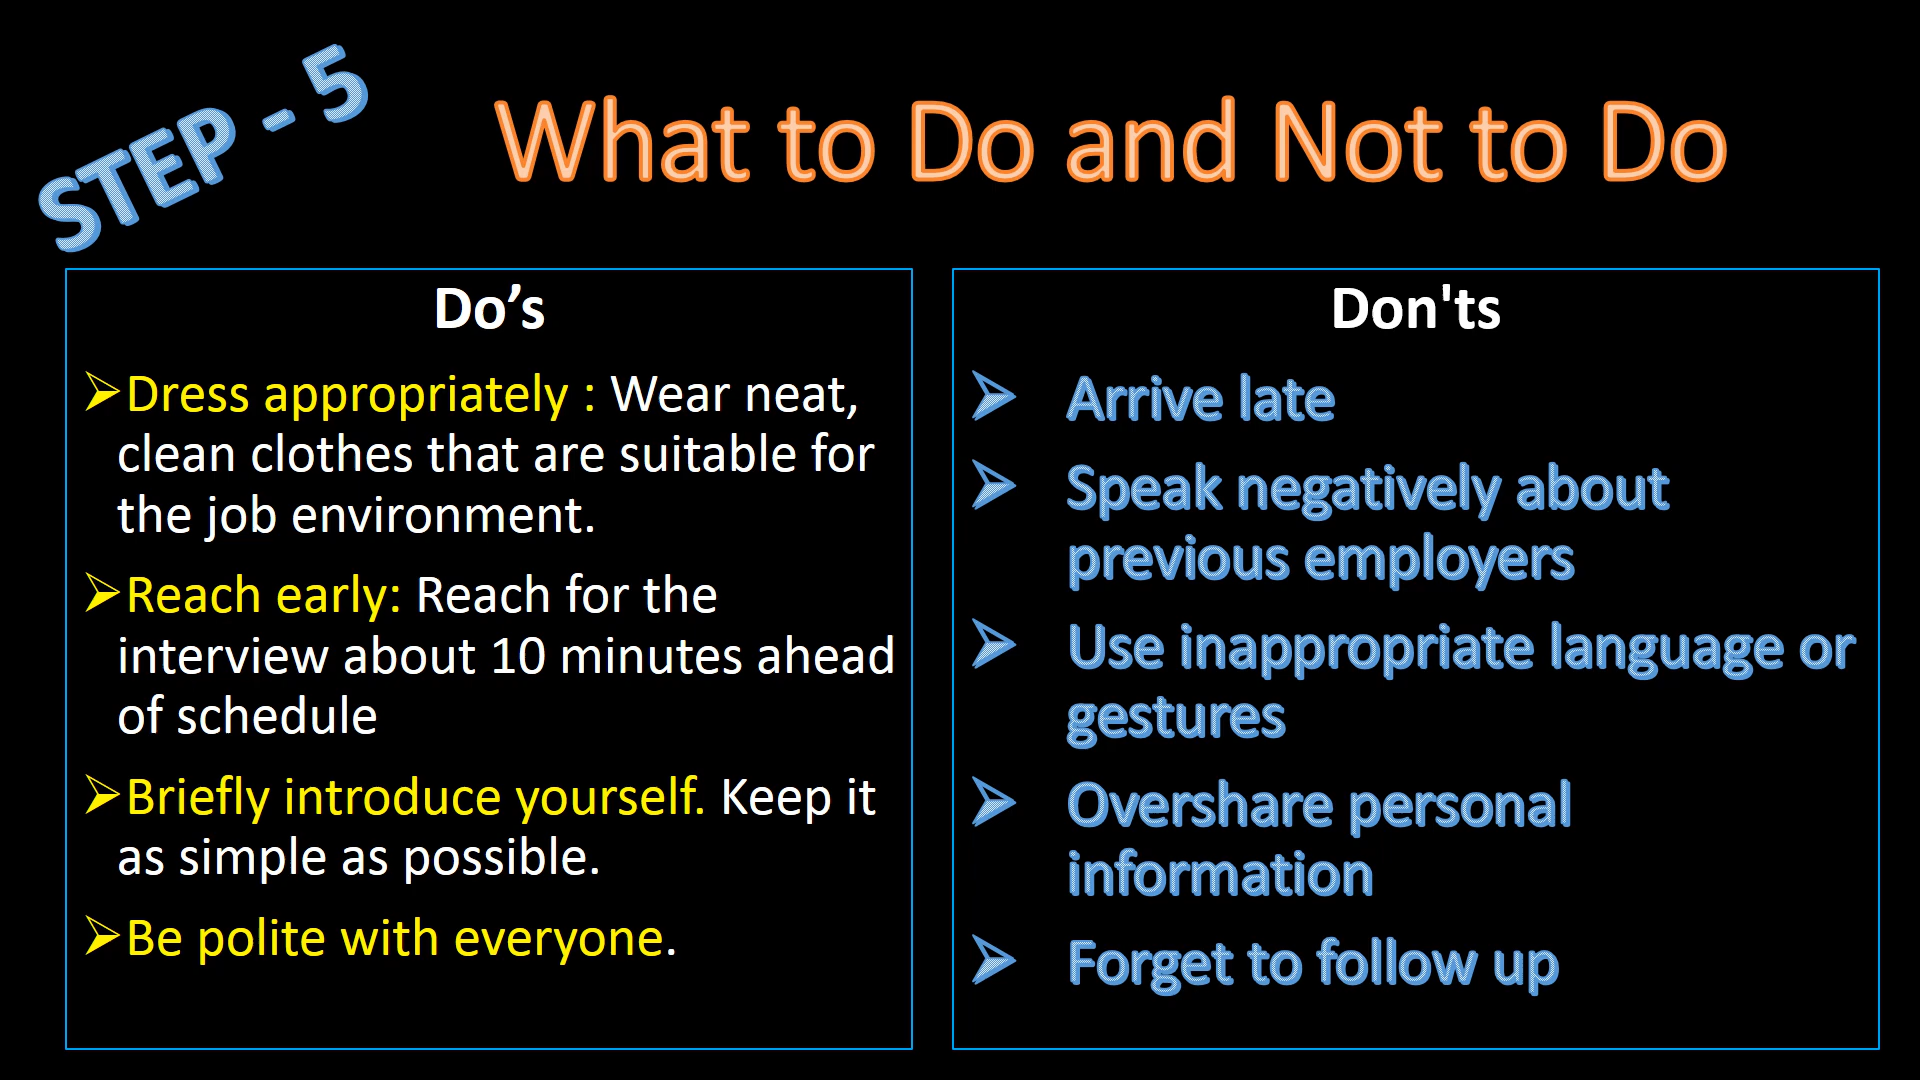 STEP - 5
What to Do and Not to Do
Do’s
➢Dress appropriately : Wear neat,
clean clothes that are suitable for
the job environment.
➢Reach early: Reach for the
interview about 10 minutes ahead
of schedule
➢Briefly introduce yourself. Keep it
as simple as possible.
➢Be polite with everyone.
Don'ts
➢ Arrive late
➢ Speak negatively about
previous employers
➢ Use inappropriate language or
gestures
➢ Overshare personal
information
➢ Forget to follow up